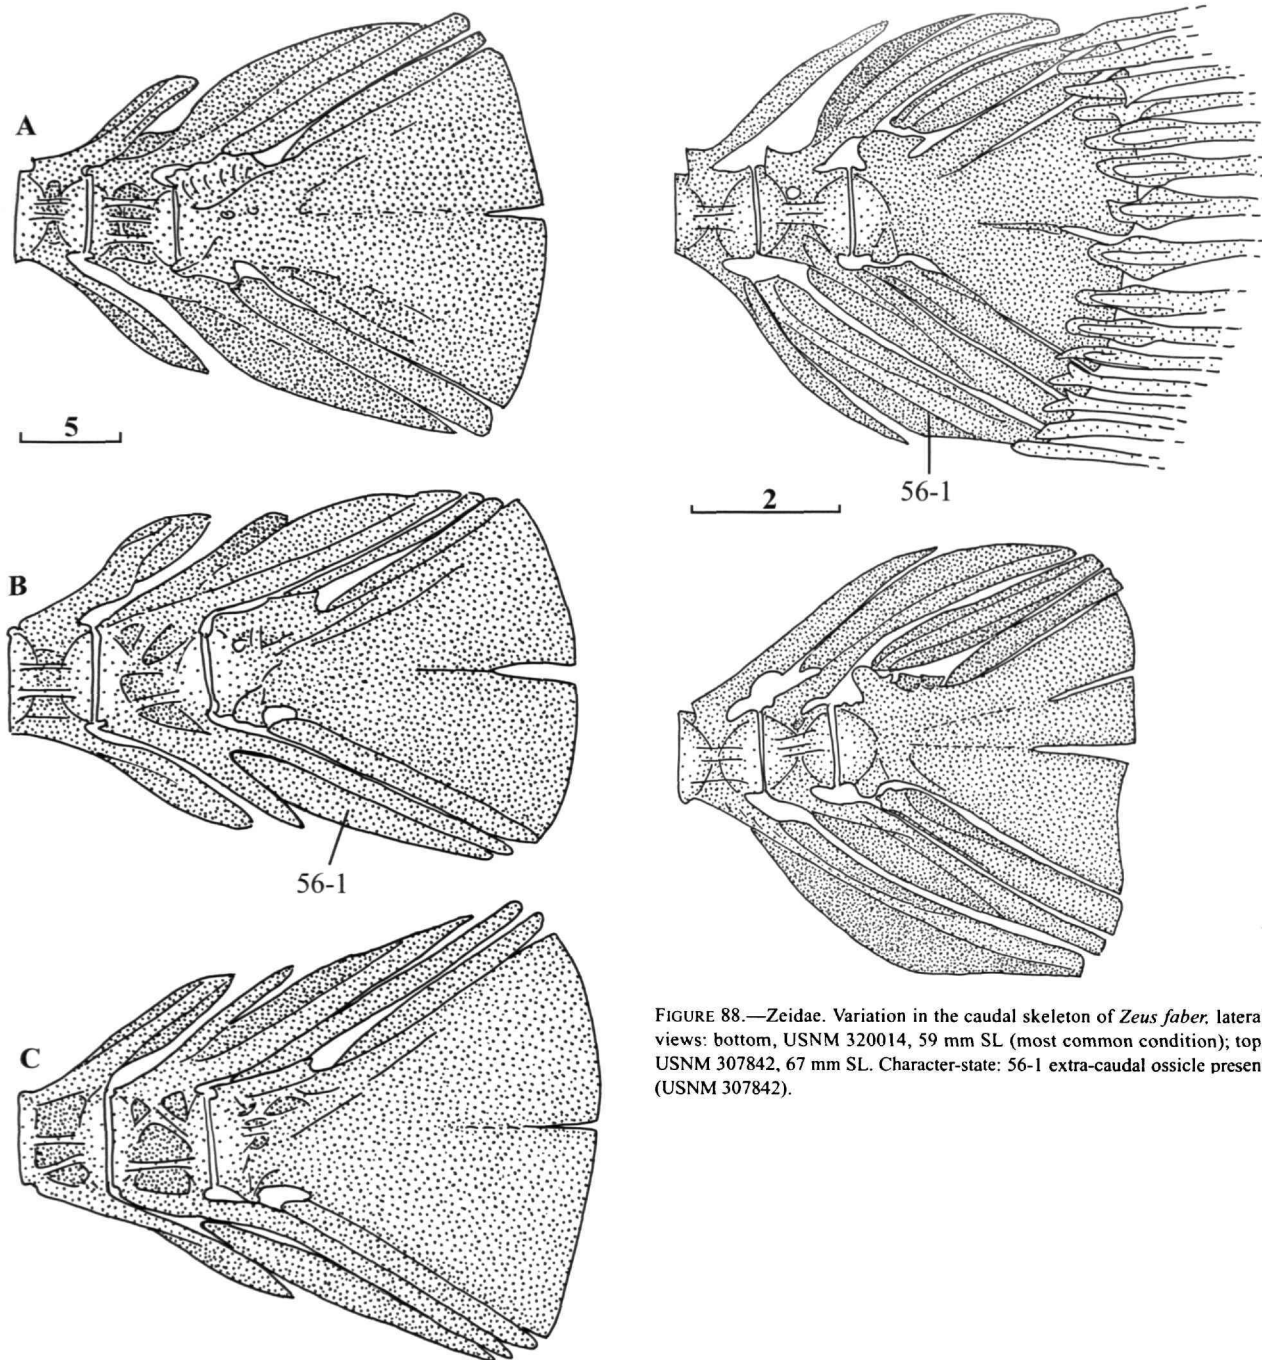 A
5
B
56-1
C
56-1
2
FIGURE 88.—Zeidae. Variation in the caudal skeleton of Zeus faber, latera
views: bottom, USNM 320014, 59 mm SL (most common condition); top
USNM 307842, 67 mm SL. Character-state: 56-1 extra-caudal ossicle presen
(USNM 307842).